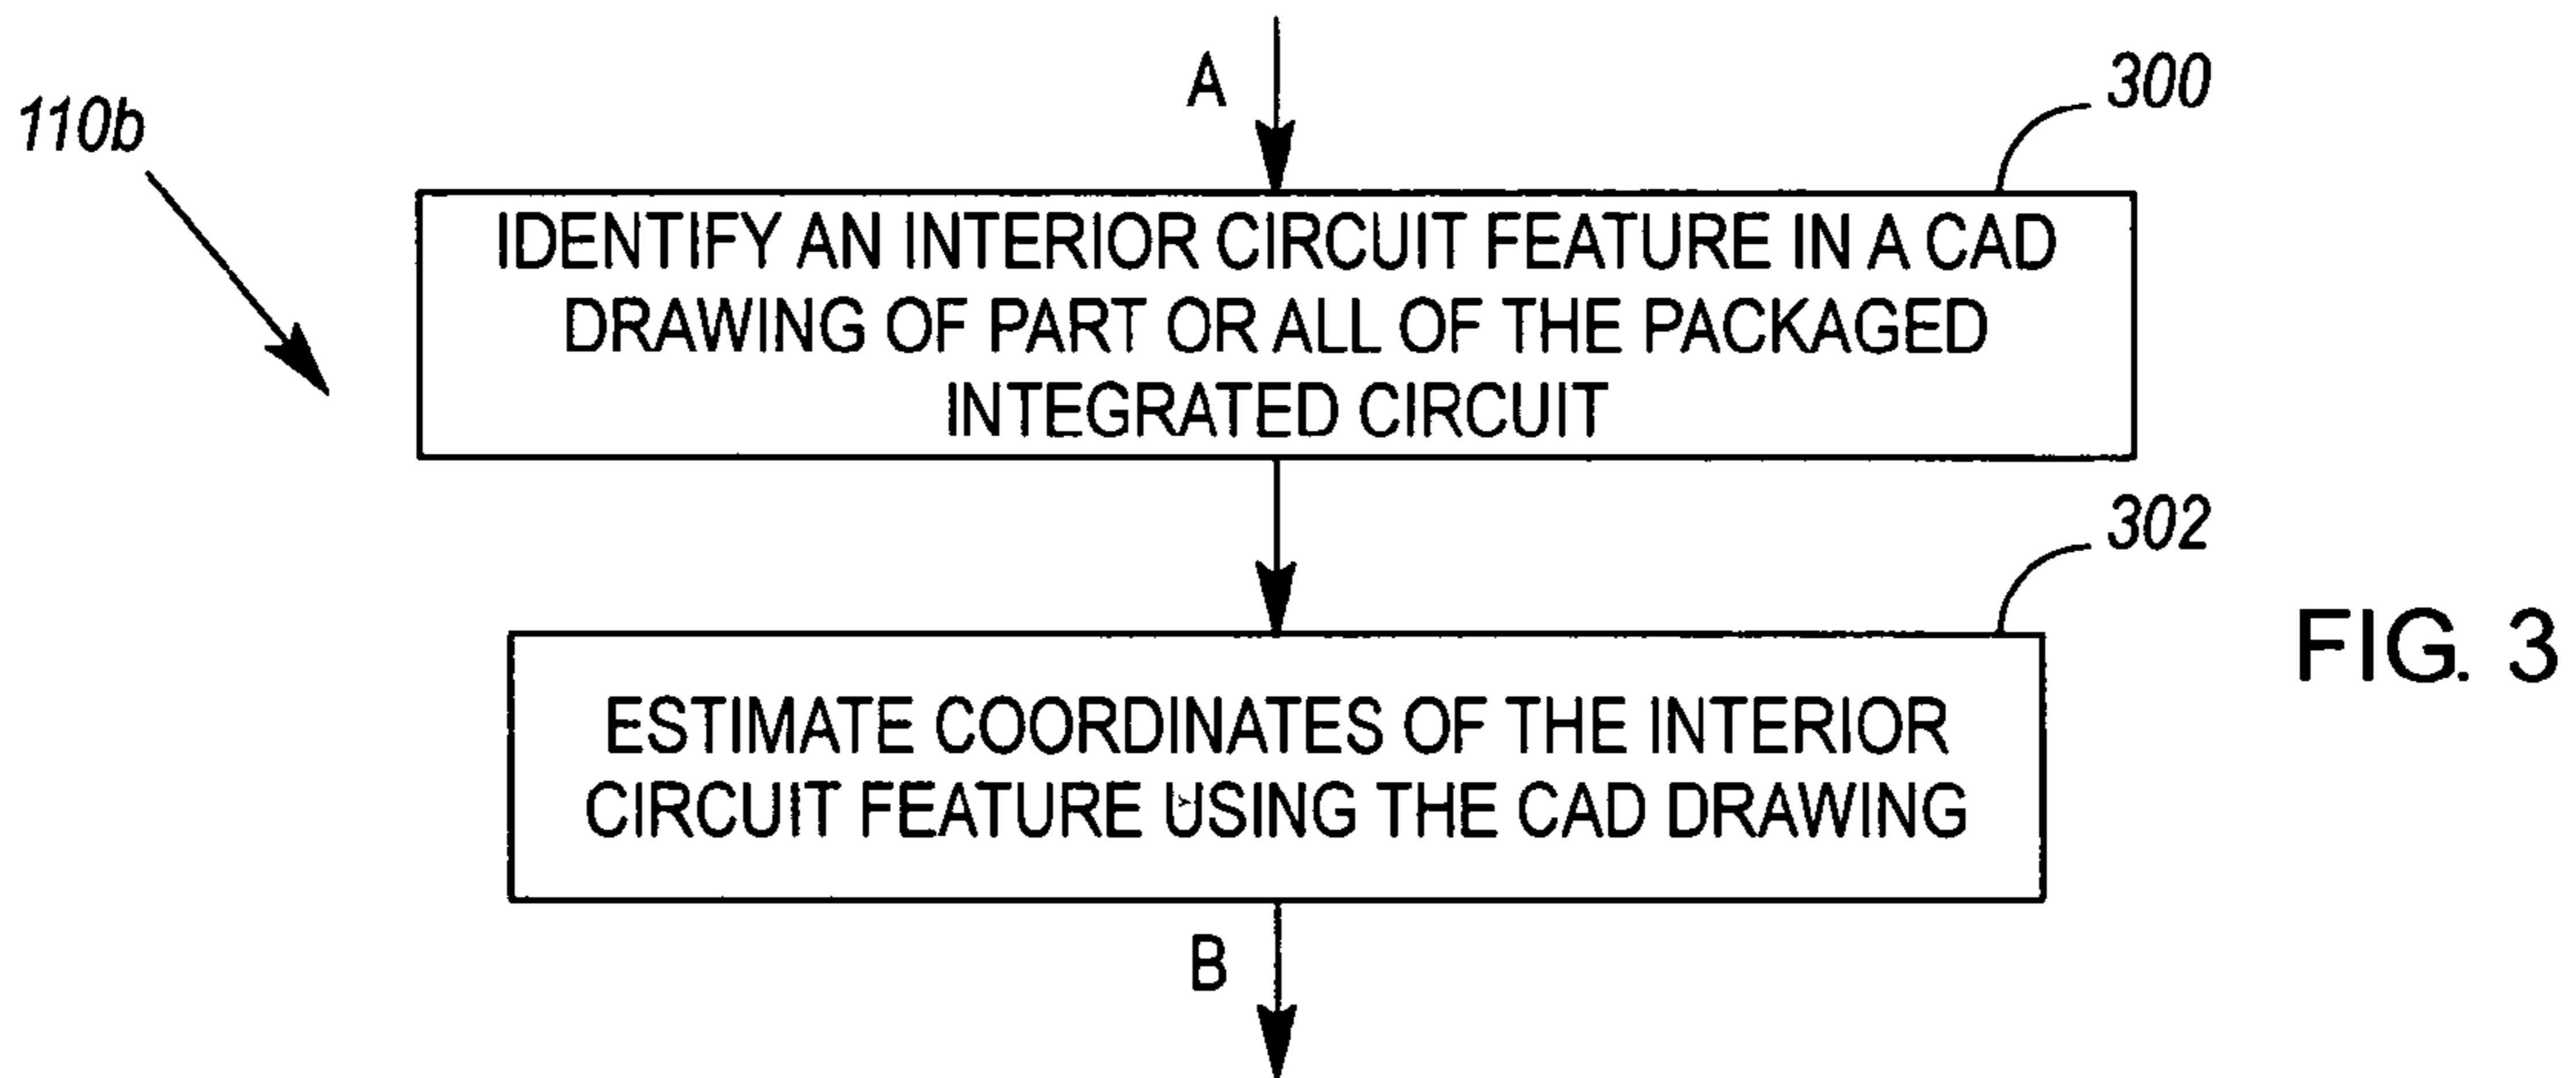 A
300
110b
IDENTIFY AN INTERIOR CIRCUIT FEATURE IN A CAD
DRAWING OF PART OR ALL OF THE PACKAGED
INTEGRATED CIRCUIT
302
FIG. 3
ESTIMATE COORDINATES OF THE INTERIOR
CIRCUIT FEATURE USING THE CAD DRAWING
B